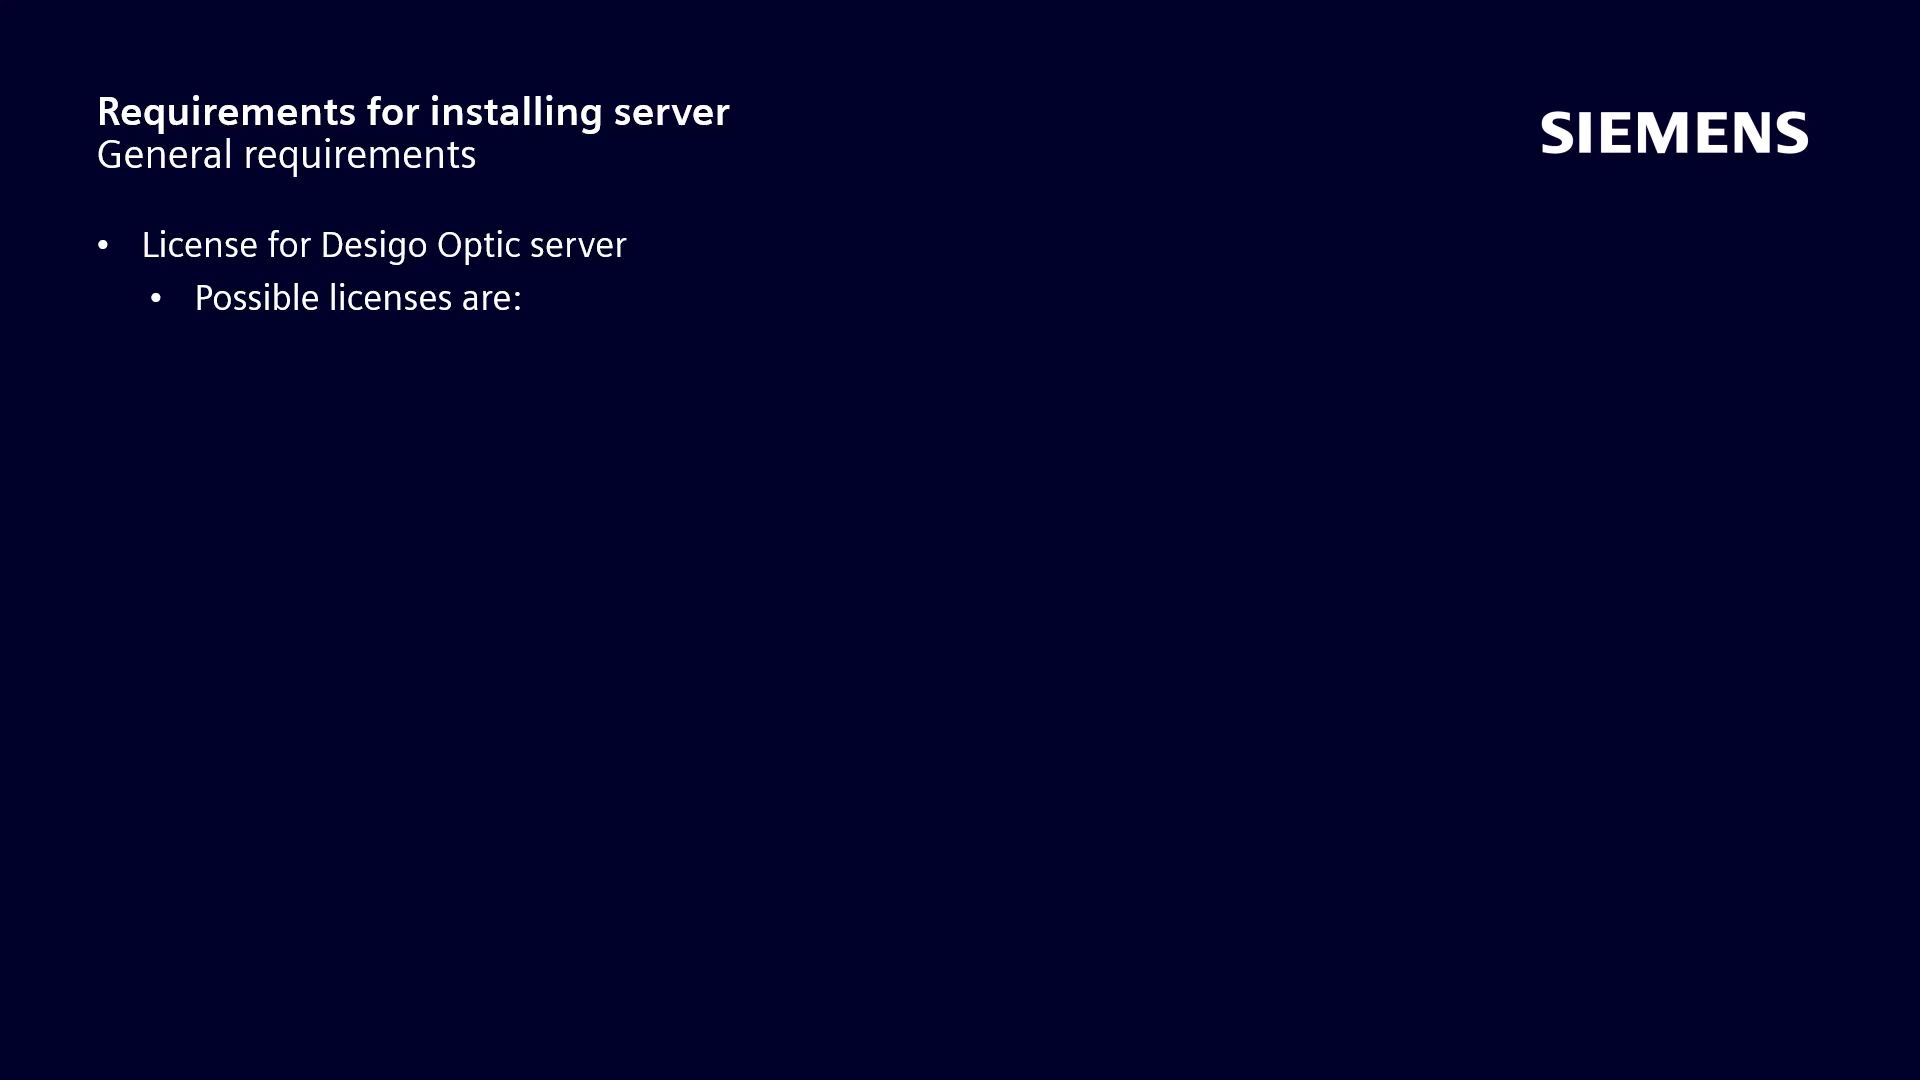 Requirements for installing server
General requirements
SIEMENS
• License for Desigo Optic server
• Possible licenses are: